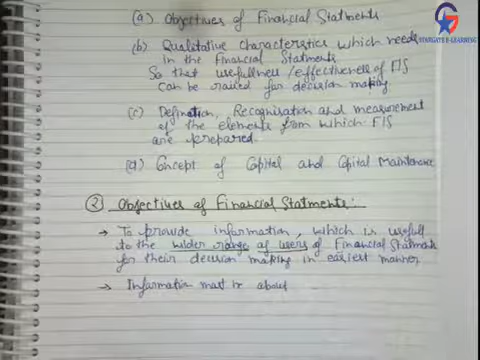 STARGATE E-LEARNING
(a) Objectives of Financial Statments
(b) Qualitative characteristics which needs
in the Financial Statments
So that usefullness/effectiveness of F/S
can be raised for decision making.
(c) Defination, Recognisation and measurement
of the elements from which F/S
are prepared.
(d) Concept of Capital and Capital Maintenance
② Objectives of Financial Statments:
→ To provide information, which is usefull
to the wider range of users of Financial Statments
for their decision making in easiest manner.
→ Information must be about